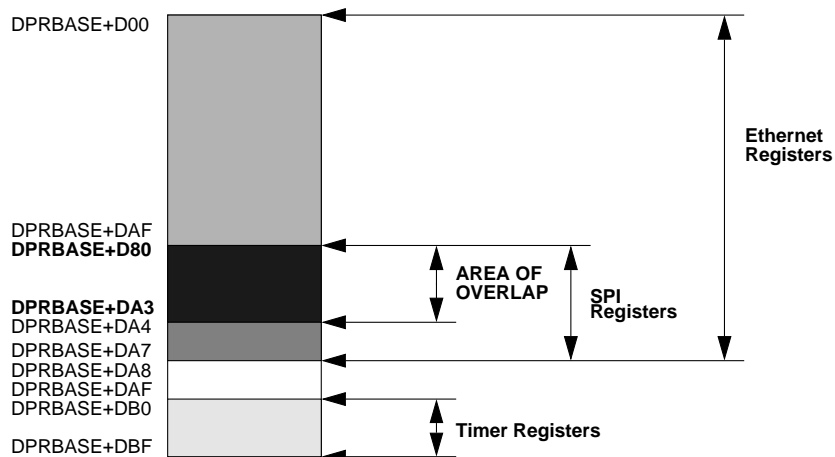 DPRBASE+D00
Ethernet
Registers
DPRBASE+DAF
DPRBASE+D80
AREA OF
OVERLAP
SPI
Registers
DPRBASE+DA3
DPRBASE+DA4
DPRBASE+DA7
DPRBASE+DA8
DPRBASE+DAF
DPRBASE+DB0
Timer Registers
DPRBASE+DBF